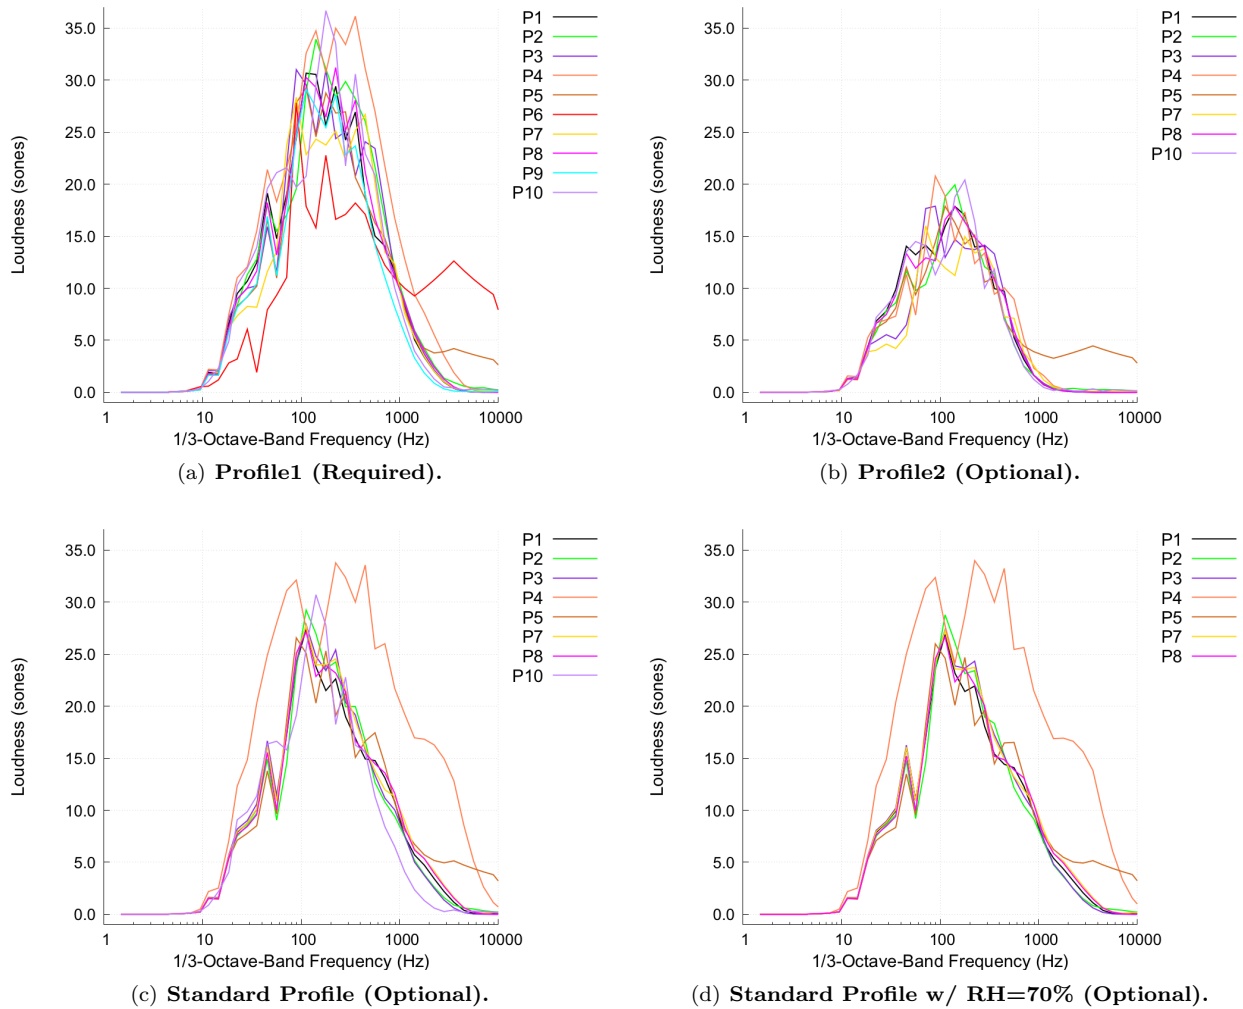 P1
P2
P3
P4
P5
P6
P7
P8
P9
P10
35.0
30.0
25.0
20.0
15.0
10.0
5.0
0.0
Loudness (sones)
1 10 100 1000 10000
1/3-Octave-Band Frequency (Hz)
(a) Profile1 (Required).
P1
P2
P3
P4
P5
P7
P8
P10
35.0
30.0
25.0
20.0
15.0
10.0
5.0
0.0
Loudness (sones)
1 10 100 1000 10000
1/3-Octave-Band Frequency (Hz)
(b) Profile2 (Optional).
P1
P2
P3
P4
P5
P7
P8
P10
35.0
30.0
25.0
20.0
15.0
10.0
5.0
0.0
Loudness (sones)
1 10 100 1000 10000
1/3-Octave-Band Frequency (Hz)
(c) Standard Profile (Optional).
P1
P2
P3
P4
P5
P7
P8
35.0
30.0
25.0
20.0
15.0
10.0
5.0
0.0
Loudness (sones)
1 10 100 1000 10000
1/3-Octave-Band Frequency (Hz)
(d) Standard Profile w/ RH=70% (Optional).